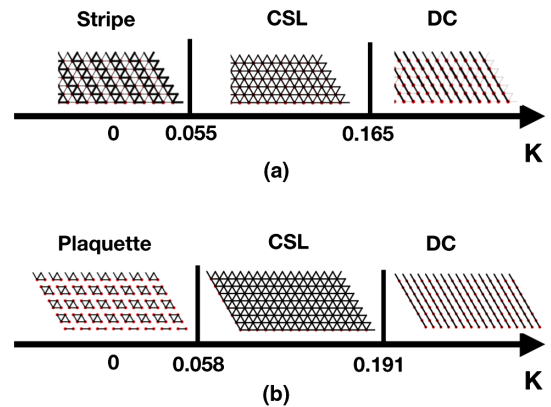 Stripe CSL DC
0 0.055 0.165
K
(a)
Plaquette CSL DC
0 0.058 0.191
K
(b)